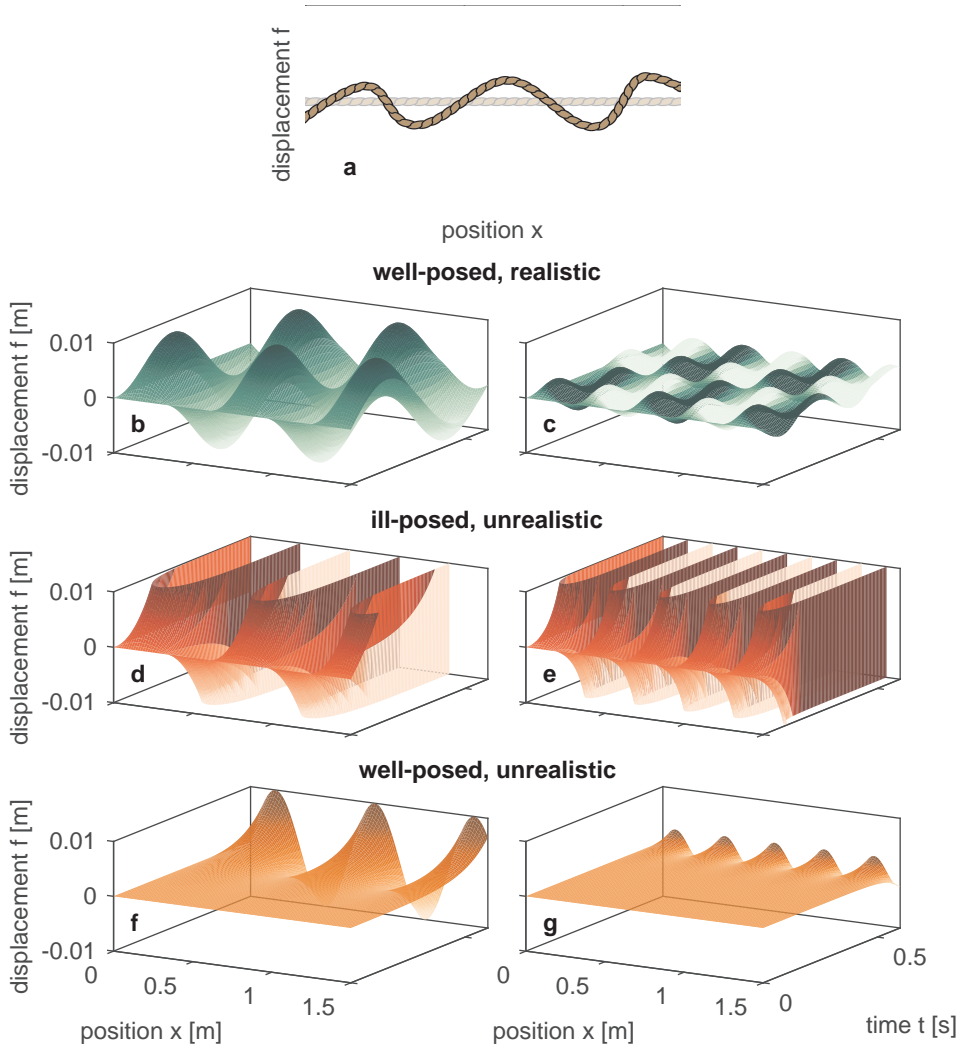 displacement f
a
position x
well-posed, realistic
displacement f [m]
0.01
0
-0.01
b
c
ill-posed, unrealistic
displacement f [m]
0.01
0
-0.01
d
e
well-posed, unrealistic
displacement f [m]
0.01
0
-0.01
f
g
0
0.5
1
1.5
position x [m]
0
0.5
1
1.5
position x [m]
0
0.5
time t [s]